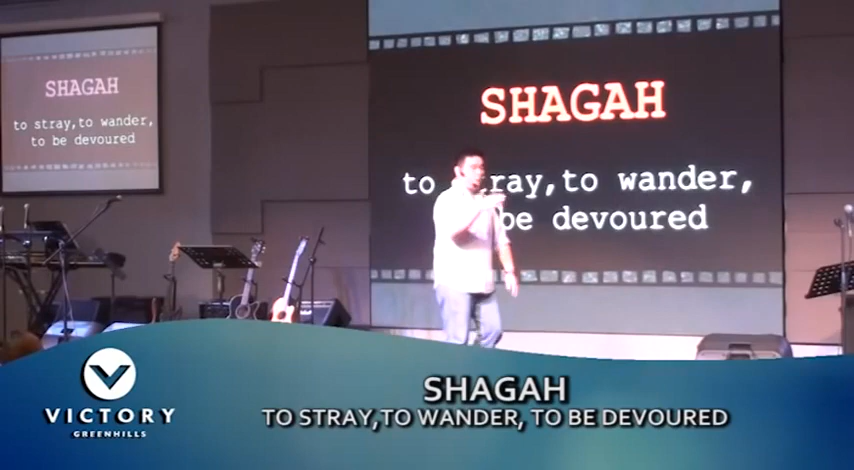 SHAGAH
to stray,to wander,
to be devoured
SHAGAH
to stray,to wander,
be devoured
VICTORY
GREENHILLS
SHAGAH
TO STRAY,TO WANDER, TO BE DEVOURED